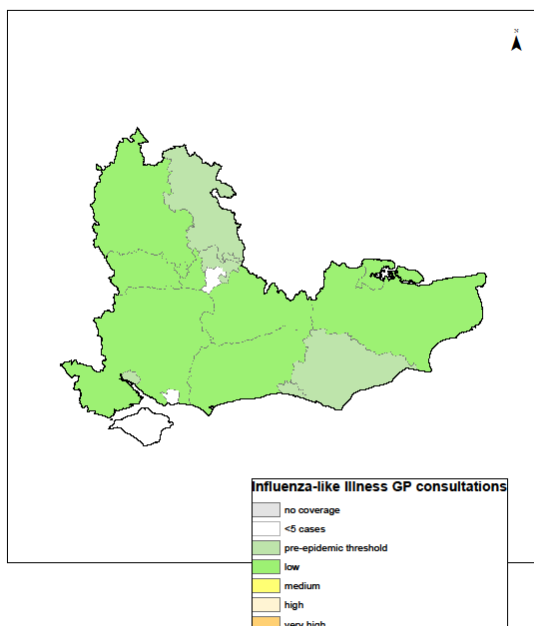 N
Influenza-like Illness GP consultations
no coverage
<5 cases
pre-epidemic threshold
low
medium
high
very high